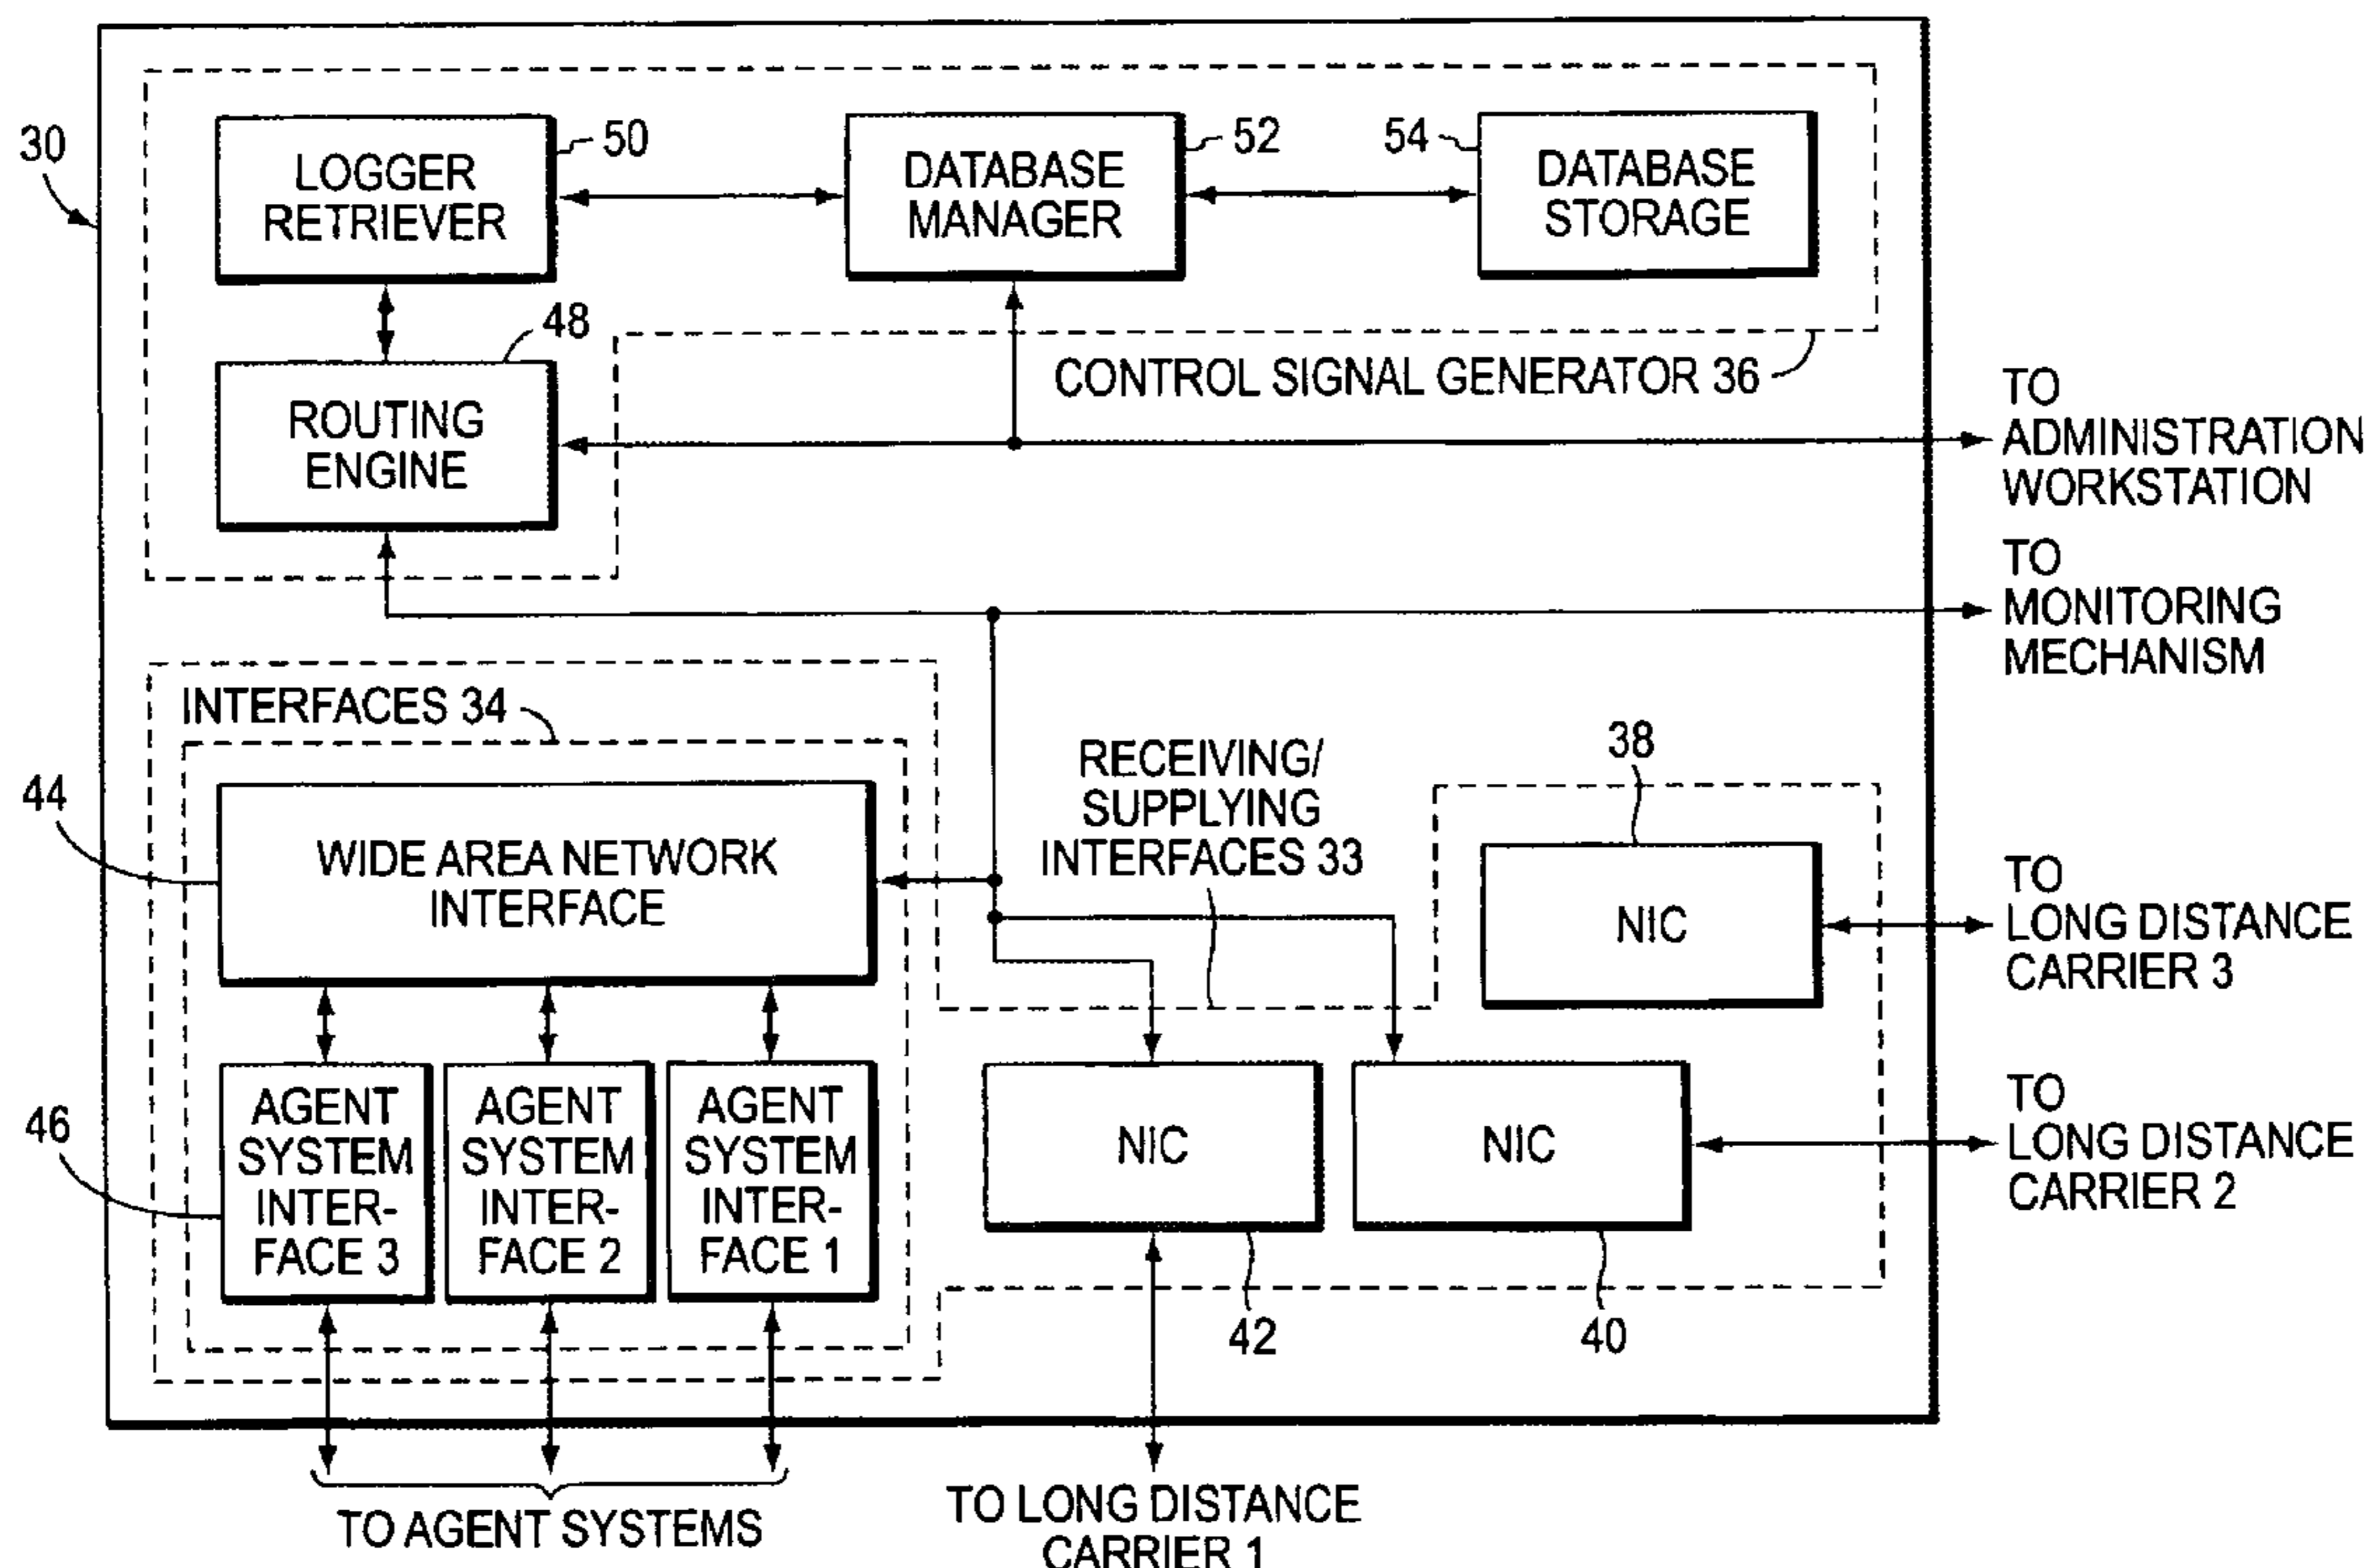 30
LOGGER
RETRIEVER
50
DATABASE
MANAGER
52
54
DATABASE
STORAGE
48
ROUTING
ENGINE
CONTROL SIGNAL GENERATOR 36
TO
ADMINISTRATION
WORKSTATION
TO
MONITORING
MECHANISM
INTERFACES 34
44
WIDE AREA NETWORK
INTERFACE
RECEIVING/
SUPPLYING
INTERFACES 33
38
NIC
TO
LONG DISTANCE
CARRIER 3
46
AGENT
SYSTEM
INTER-
FACE 3
AGENT
SYSTEM
INTER-
FACE 2
AGENT
SYSTEM
INTER-
FACE 1
NIC
NIC
TO
LONG DISTANCE
CARRIER 2
42
40
TO AGENT SYSTEMS
TO LONG DISTANCE
CARRIER 1